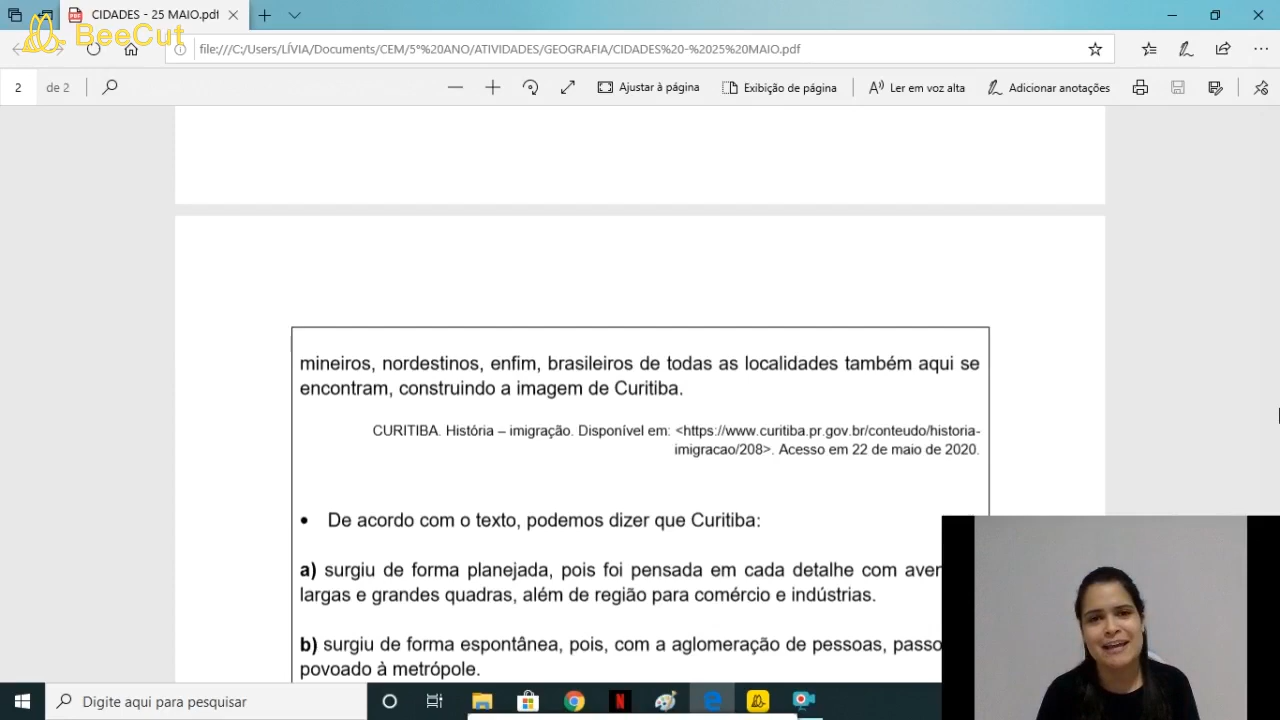 CIDADES - 25 MAIO.pdf
BeeCut
file:///C:/Users/LÍVIA/Documents/CEM/5º%20ANO/ATIVIDADES/GEOGRAFIA/CIDADES%20-%2025%20MAIO.pdf
2 de 2 Ajustar à página Exibição de página Ler em voz alta Adicionar anotações
mineiros, nordestinos, enfim, brasileiros de todas as localidades também aqui se
encontram, construindo a imagem de Curitiba.
CURITIBA. História – imigração. Disponível em: <https://www.curitiba.pr.gov.br/conteudo/historia-
imigracao/208>. Acesso em 22 de maio de 2020.
• De acordo com o texto, podemos dizer que Curitiba:
a) surgiu de forma planejada, pois foi pensada em cada detalhe com aven
largas e grandes quadras, além de região para comércio e indústrias.
b) surgiu de forma espontânea, pois, com a aglomeração de pessoas, passo
povoado à metrópole.
Digite aqui para pesquisar